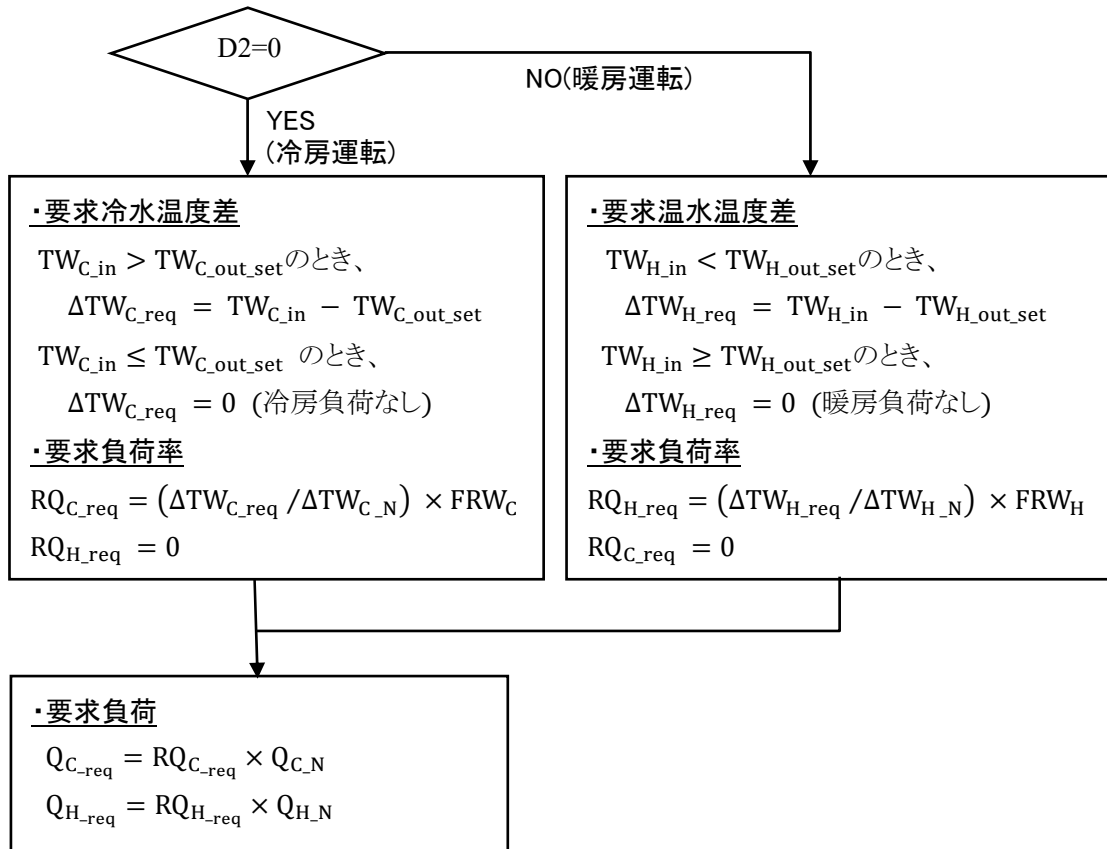 D2=0
NO(暖房運転)
YES
(冷房運転)
・要求冷水温度差
TW_C_in > TW_C_out_setのとき、
ΔTW_C_req = TW_C_in − TW_C_out_set
TW_C_in ≤ TW_C_out_set のとき、
ΔTW_C_req = 0 (冷房負荷なし)
・要求負荷率
RQ_C_req = (ΔTW_C_req /ΔTW_C_N) × FRW_C
RQ_H_req = 0
・要求温水温度差
TW_H_in < TW_H_out_setのとき、
ΔTW_H_req = TW_H_in − TW_H_out_set
TW_H_in ≥ TW_H_out_setのとき、
ΔTW_H_req = 0 (暖房負荷なし)
・要求負荷率
RQ_H_req = (ΔTW_H_req /ΔTW_H_N) × FRW_H
RQ_C_req = 0
・要求負荷
Q_C_req = RQ_C_req × Q_C_N
Q_H_req = RQ_H_req × Q_H_N